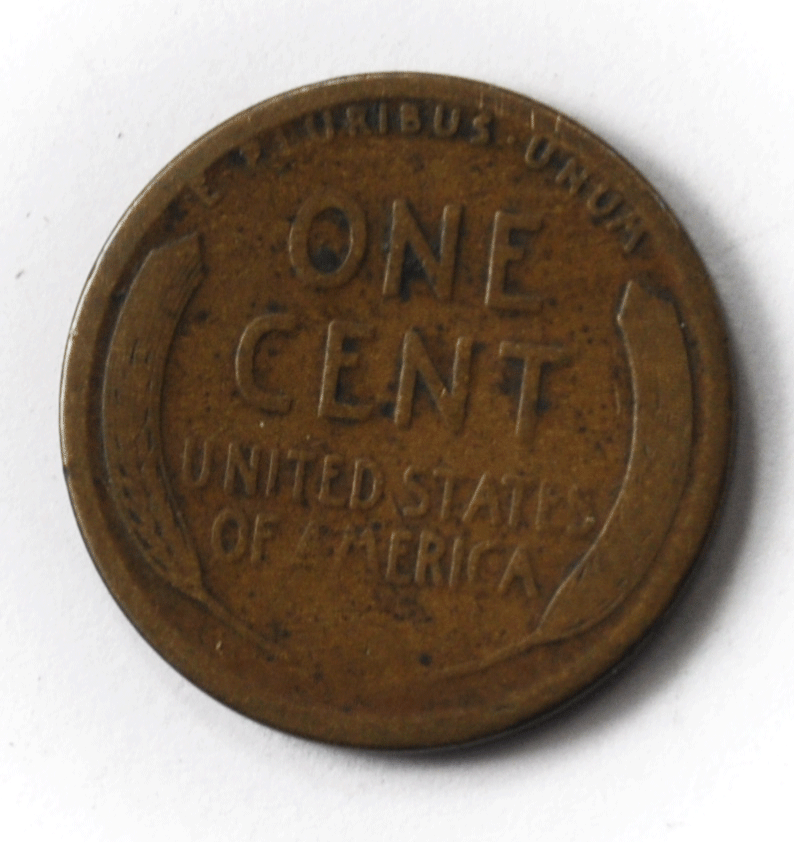 E · PLURIBUS · UNUM
ONE
CENT
UNITED STATES
OF AMERICA